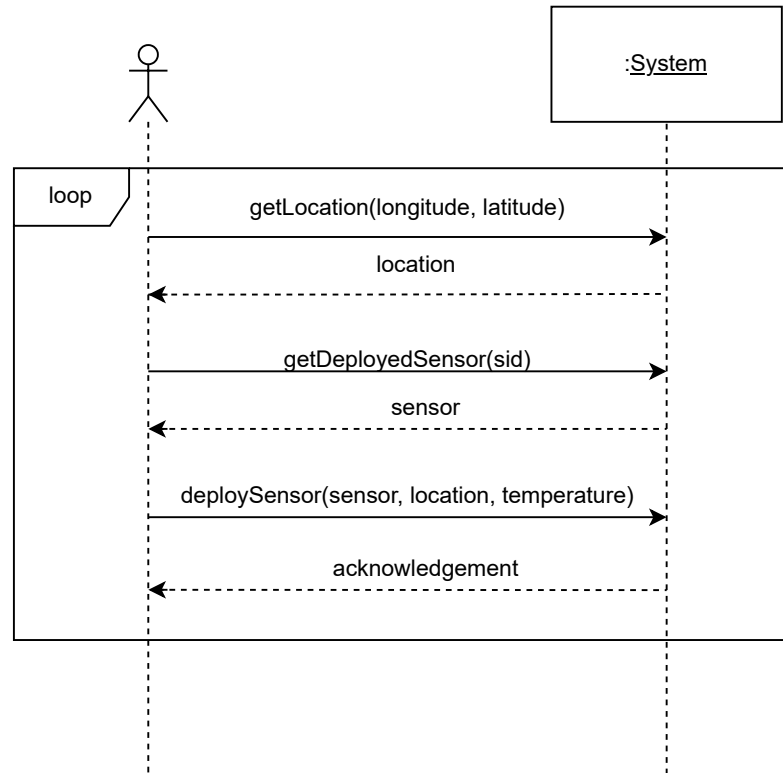 :System
loop
getLocation(longitude, latitude)
location
getDeployedSensor(sid)
sensor
deploySensor(sensor, location, temperature)
acknowledgement